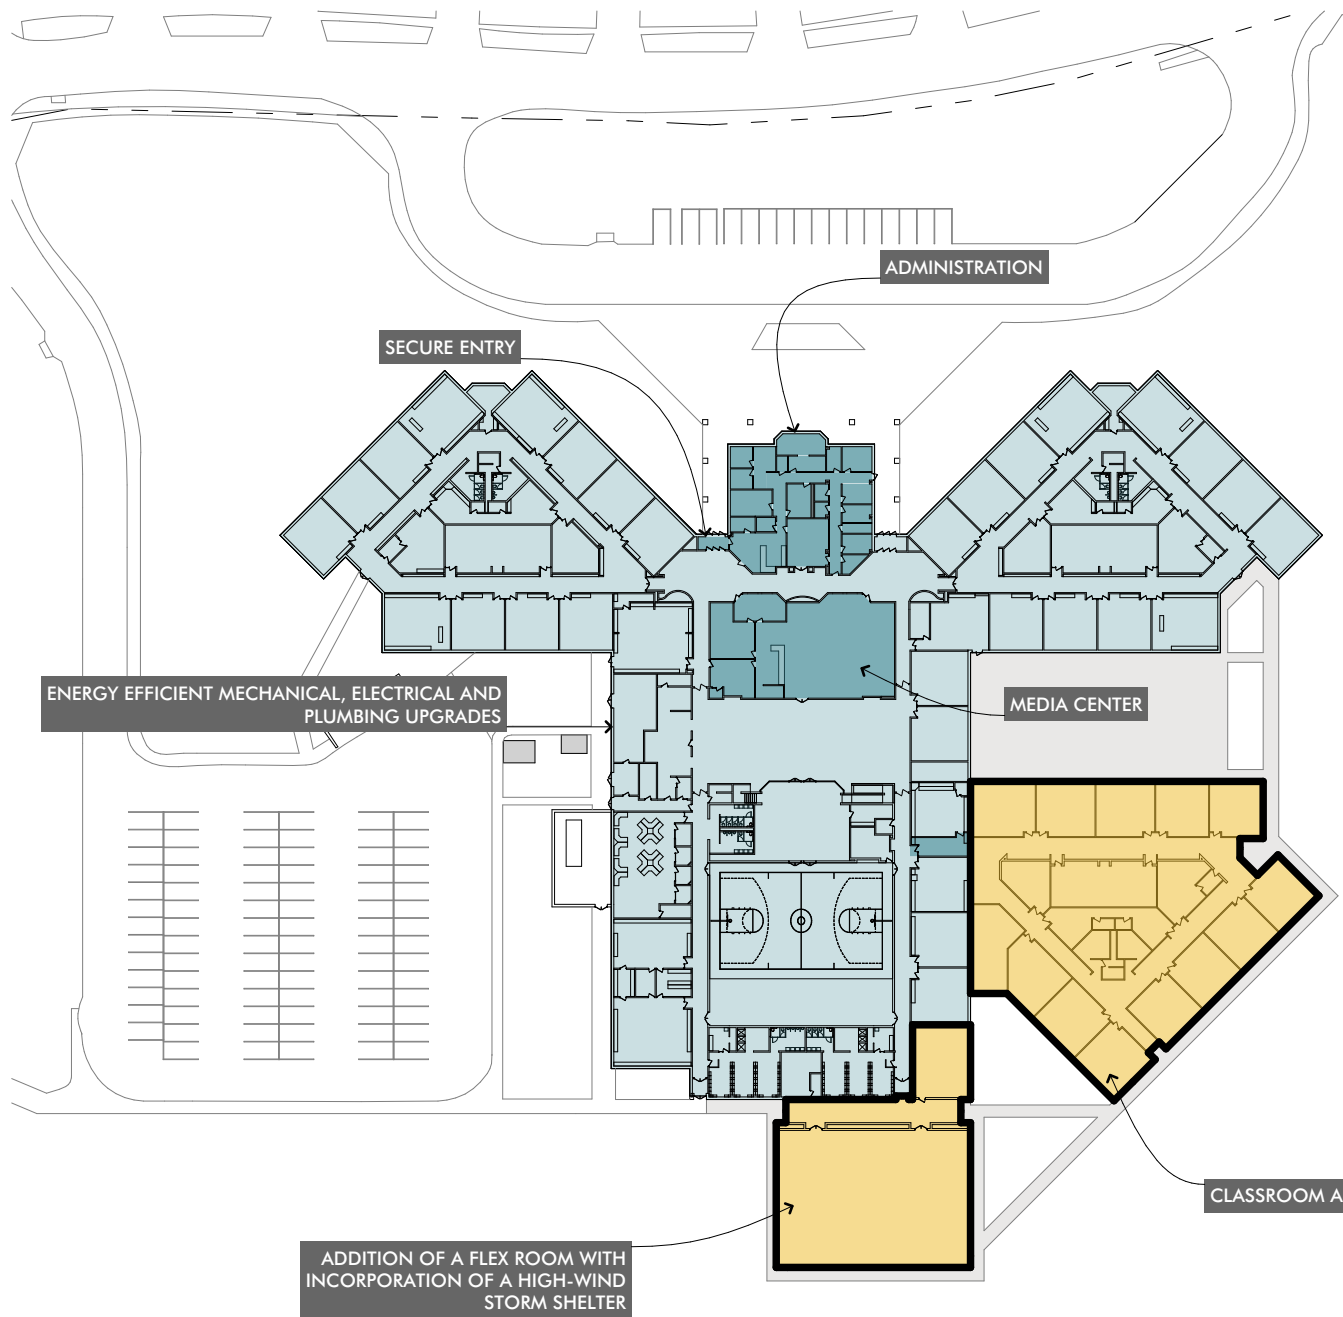 ADMINISTRATION
SECURE ENTRY
ENERGY EFFICIENT MECHANICAL, ELECTRICAL AND
PLUMBING UPGRADES
MEDIA CENTER
CLASSROOM A
ADDITION OF A FLEX ROOM WITH
INCORPORATION OF A HIGH-WIND
STORM SHELTER